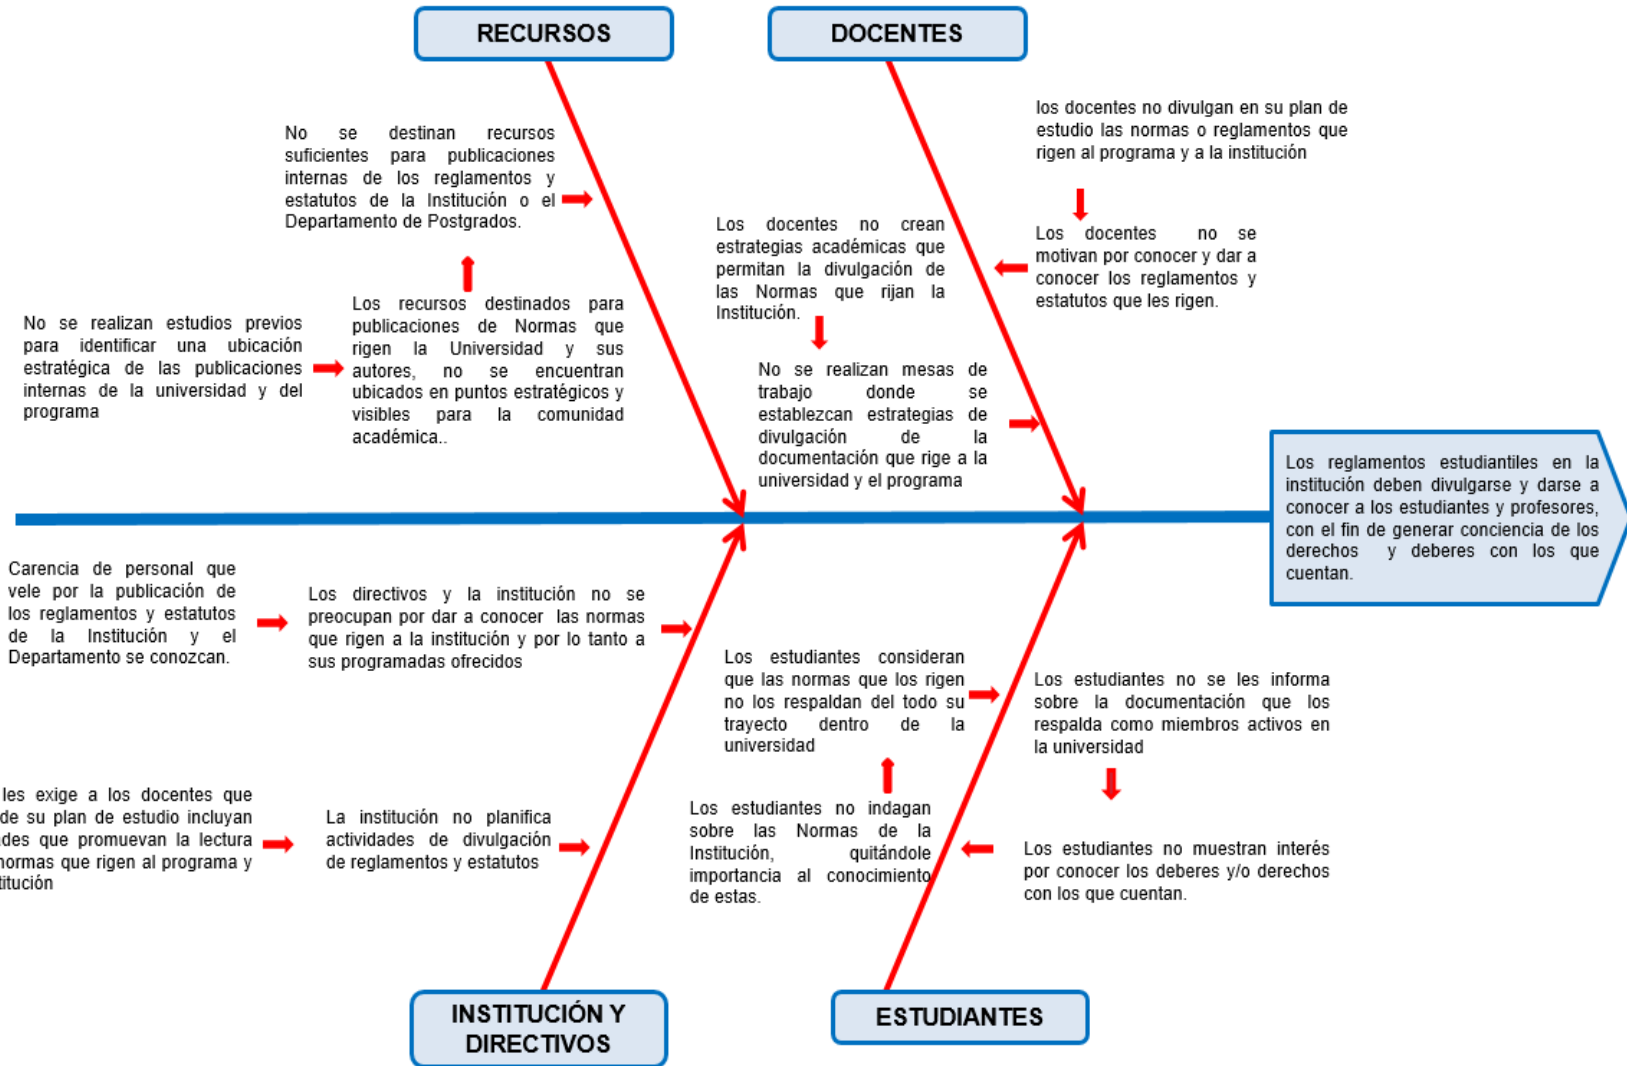 RECURSOS
DOCENTES
No se destinan recursos
suficientes para publicaciones
internas de los reglamentos y
estatutos de la Institución o el
Departamento de Postgrados.
los docentes no divulgan en su plan de
estudio las normas o reglamentos que
rigen al programa y a la institución
Los docentes no crean
estrategias académicas que
permitan la divulgación de
las Normas que rijan la
Institución.
Los docentes no se
motivan por conocer y dar a
conocer los reglamentos y
estatutos que les rigen.
No se realizan estudios previos
para identificar una ubicación
estratégica de las publicaciones
internas de la universidad y del
programa
Los recursos destinados para
publicaciones de Normas que
rigen la Universidad y sus
autores, no se encuentran
ubicados en puntos estratégicos y
visibles para la comunidad
académica..
No se realizan mesas de
trabajo donde se
establezcan estrategias de
divulgación de la
documentación que rige a la
universidad y el programa
Los reglamentos estudiantiles en la
institución deben divulgarse y darse a
conocer a los estudiantes y profesores,
con el fin de generar conciencia de los
derechos y deberes con los que
cuentan.
Carencia de personal que
vele por la publicación de
los reglamentos y estatutos
de la Institución y el
Departamento se conozcan.
Los directivos y la institución no se
preocupan por dar a conocer las normas
que rigen a la institución y por lo tanto a
sus programadas ofrecidos
Los estudiantes consideran
que las normas que los rigen
no los respaldan del todo su
trayecto dentro de la
universidad
Los estudiantes no se les informa
sobre la documentación que los
respalda como miembros activos en
la universidad
les exige a los docentes que
de su plan de estudio incluyan
que promuevan la lectura
normas que rigen al programa y
La institución no planifica
actividades de divulgación
de reglamentos y estatutos
Los estudiantes no indagan
sobre las Normas de la
Institución, quitándole
importancia al conocimiento
de estas.
Los estudiantes no muestran interés
por conocer los deberes y/o derechos
con los que cuentan.
INSTITUCIÓN Y
DIRECTIVOS
ESTUDIANTES